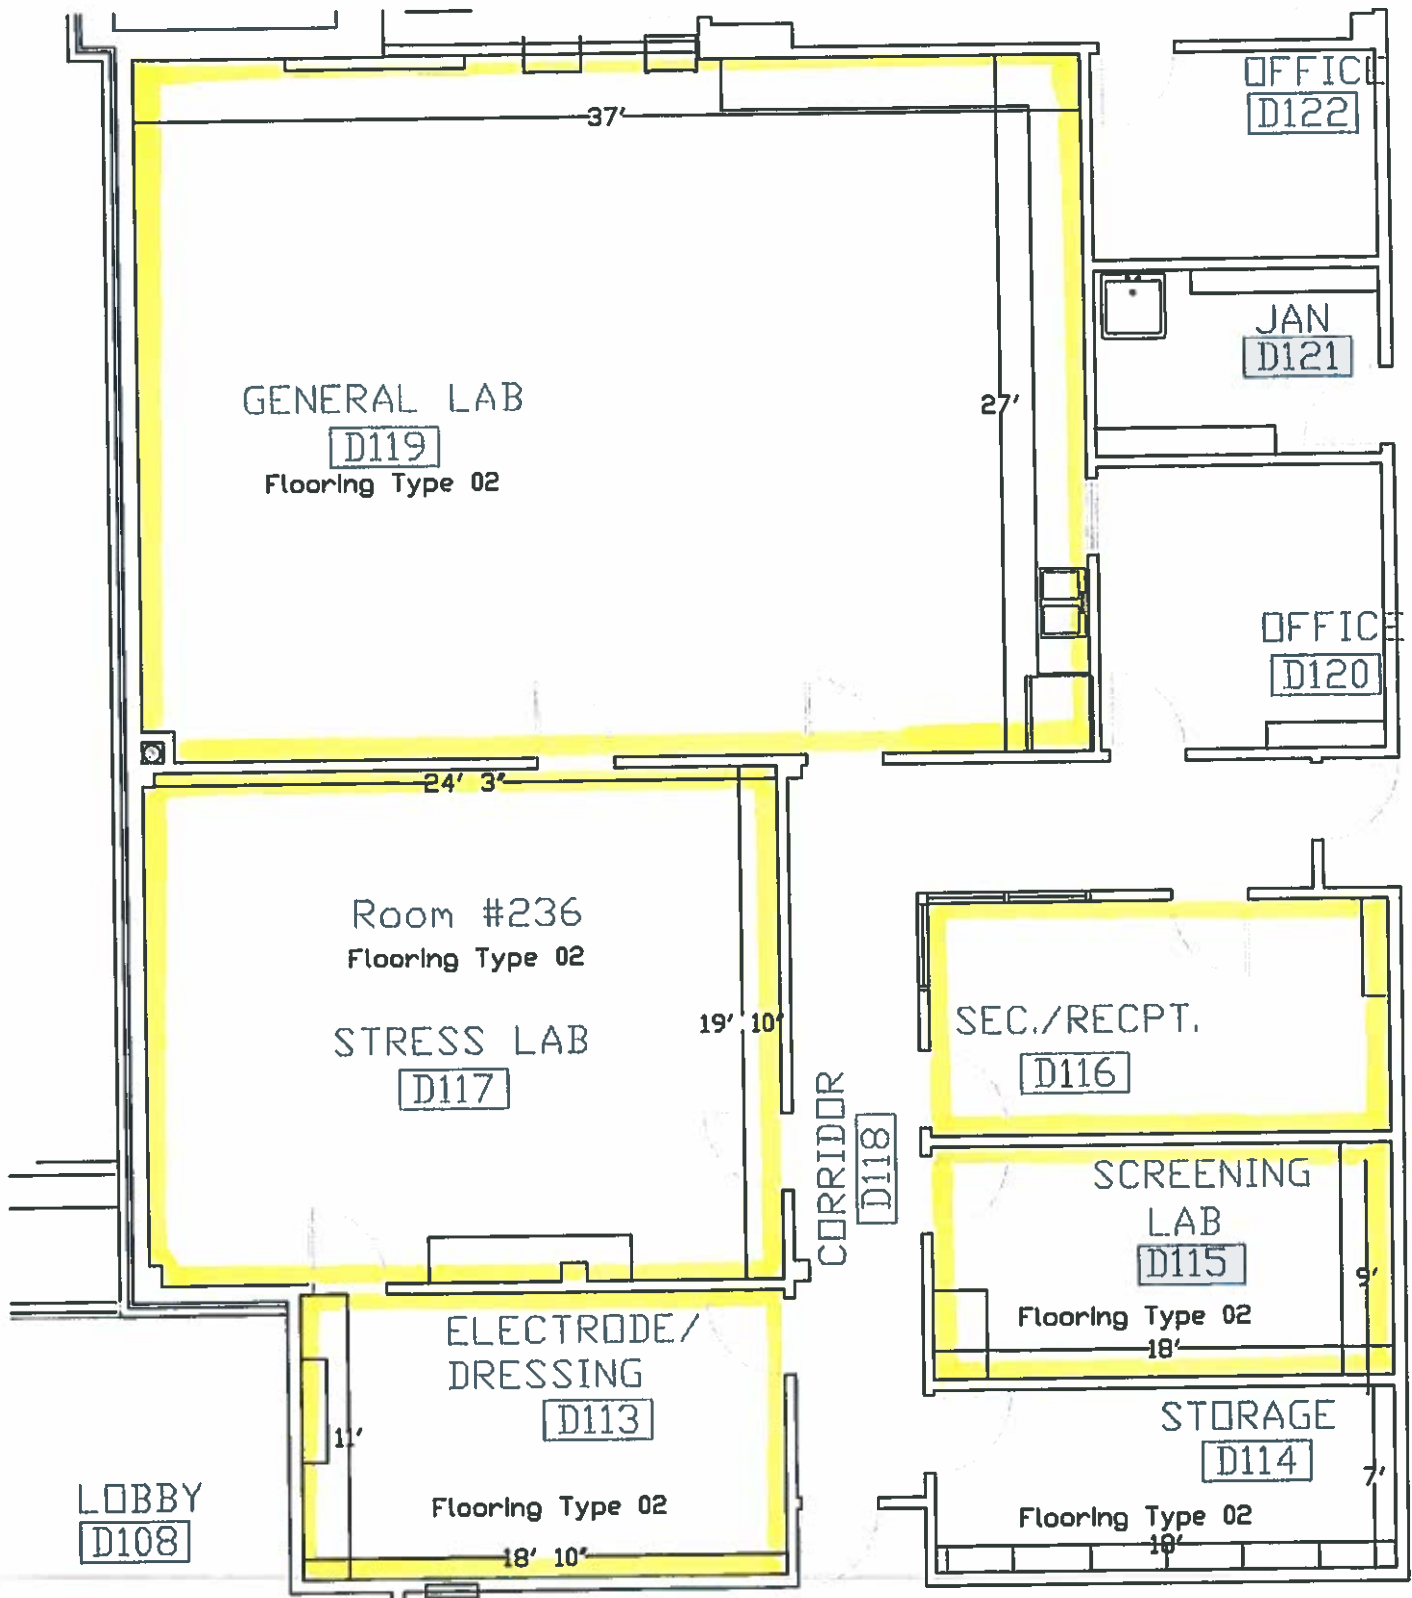 OFFICE
D122
37'
JAN
D121
GENERAL LAB
D119
Flooring Type 02
27'
OFFICE
D120
24' 3"
Room #236
Flooring Type 02
STRESS LAB
D117
19' 10"
SEC./RECPT.
D116
CORRIDOR
D118
SCREENING
LAB
D115
9'
Flooring Type 02
18'
ELECTRODE/
DRESSING
D113
11'
Flooring Type 02
18' 10"
STORAGE
D114
7'
Flooring Type 02
18'
LOBBY
D108